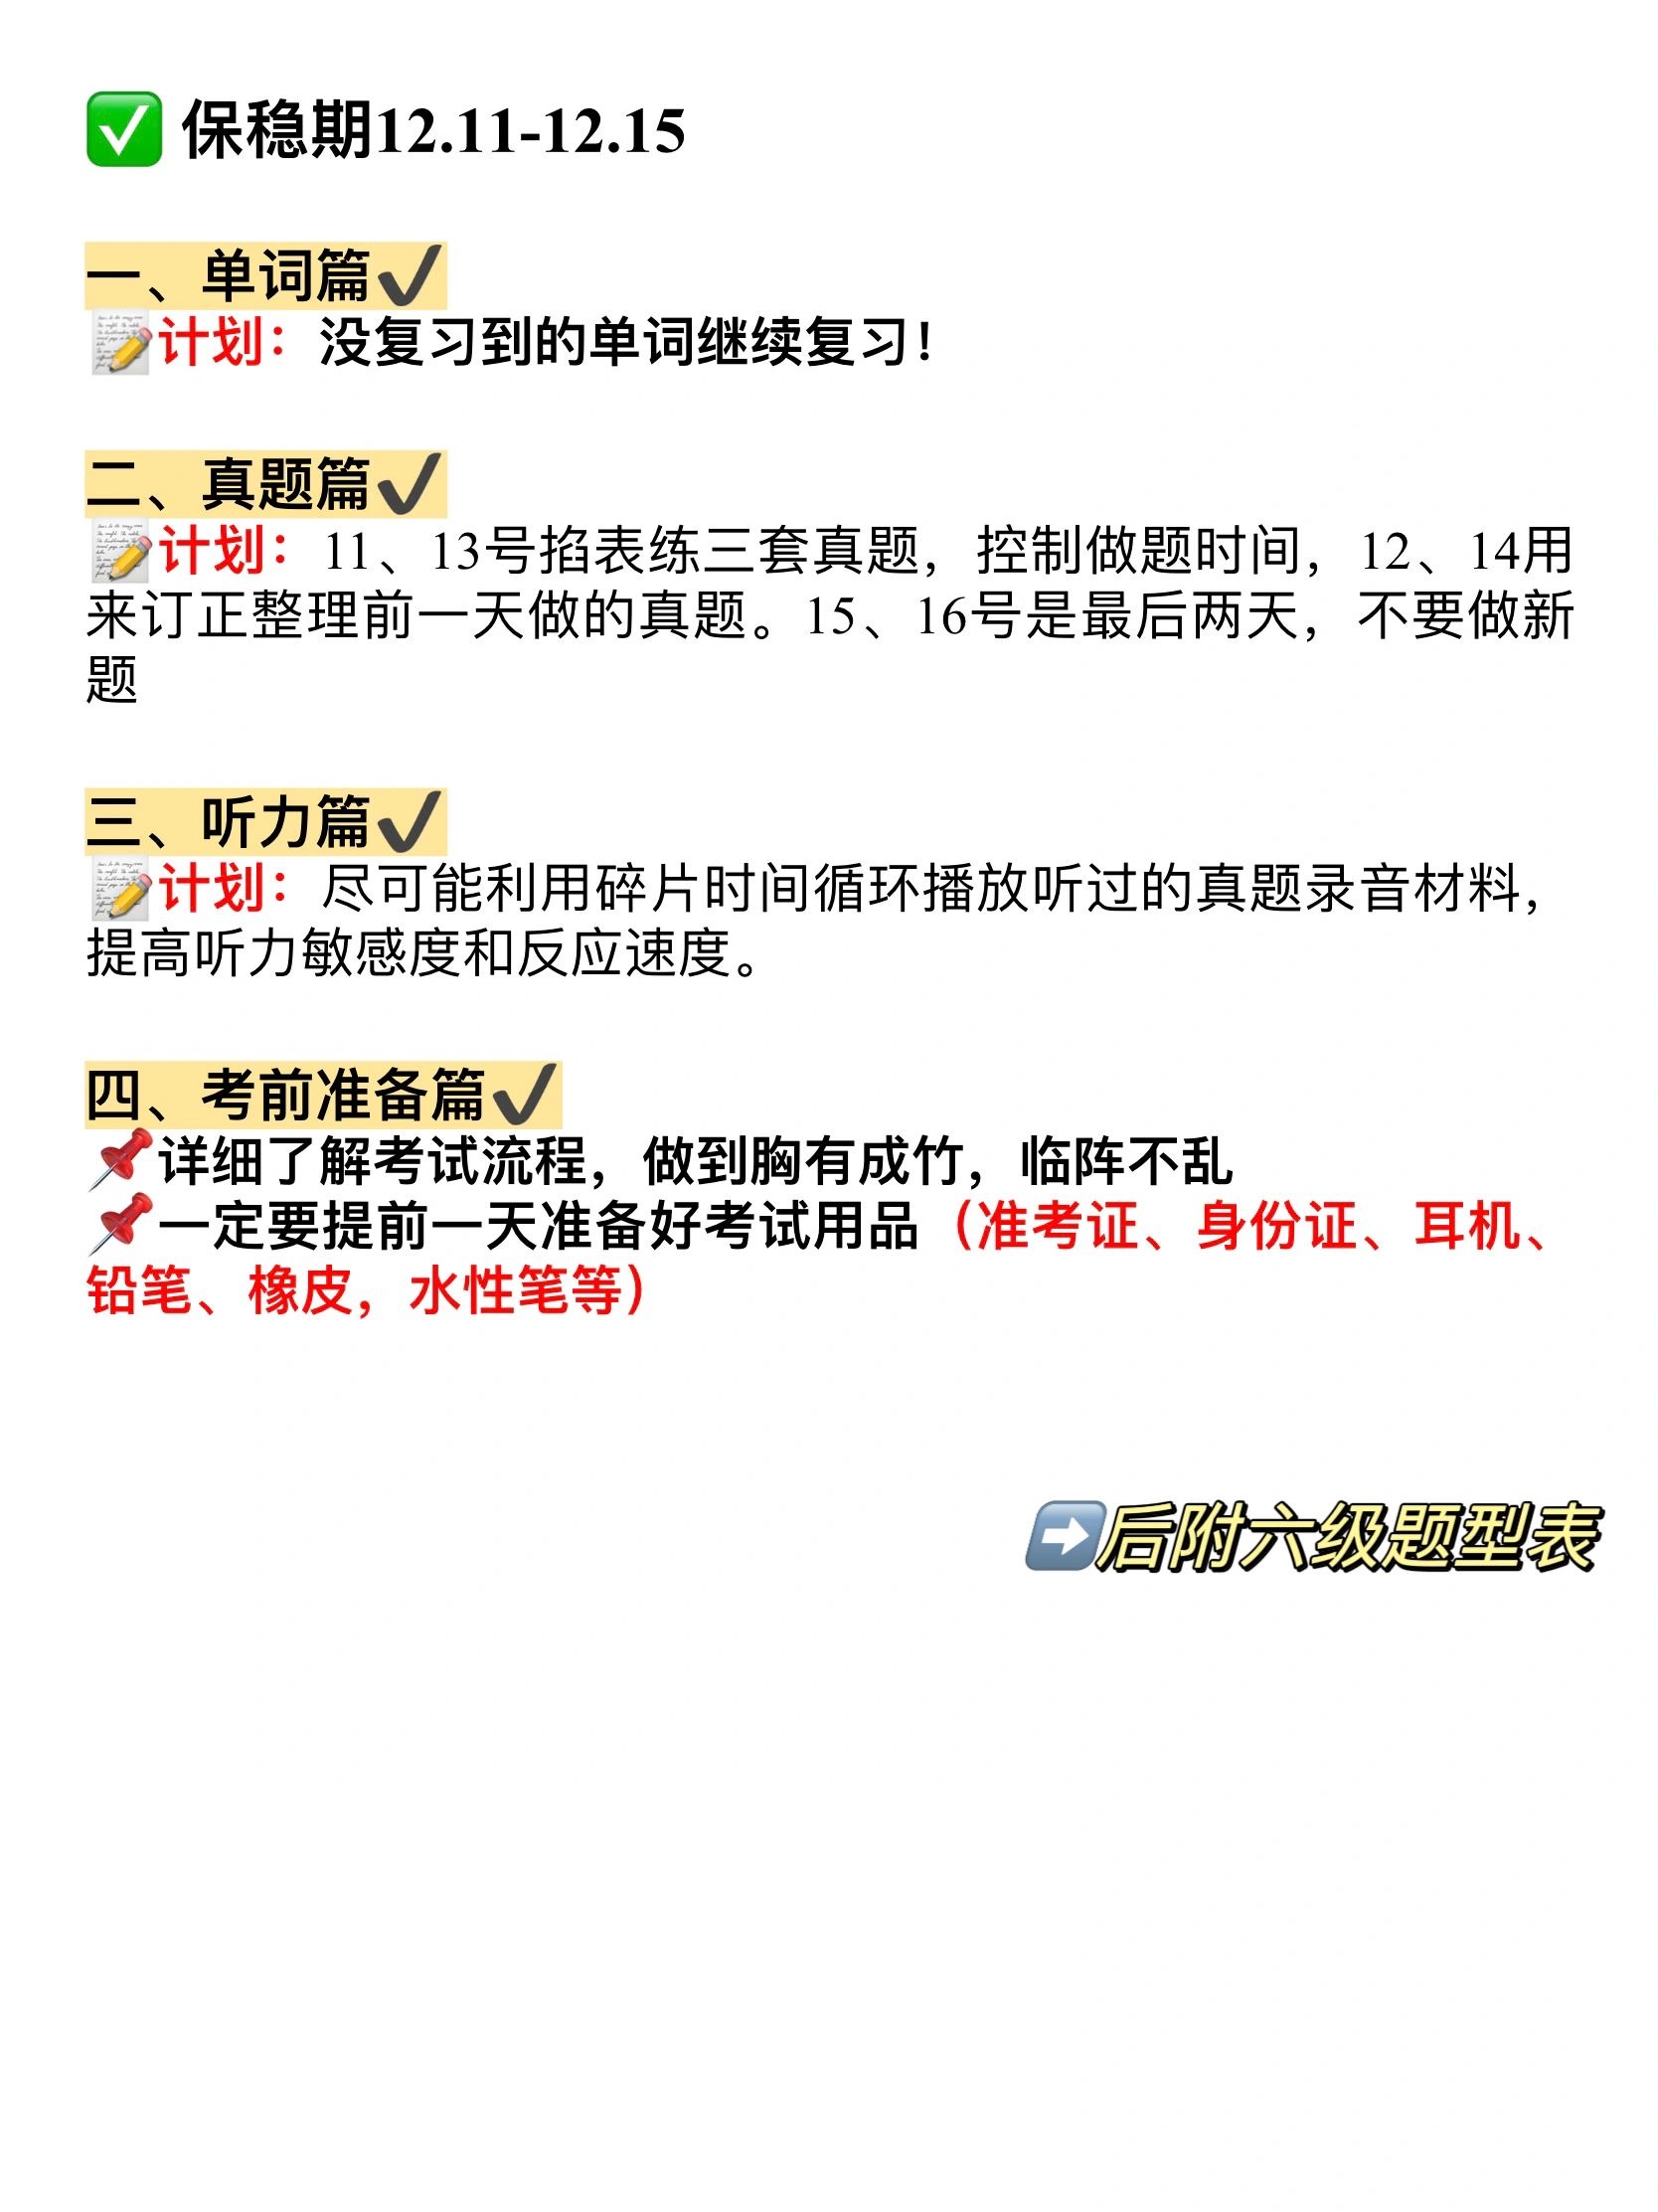 ✅ 保稳期12.11-12.15
一、单词篇✔️
📝计划：没复习到的单词继续复习！
二、真题篇✔️
📝计划：11、13号掐表练三套真题，控制做题时间，12、14用
来订正整理前一天做的真题。15、16号是最后两天，不要做新
题
三、听力篇✔️
📝计划：尽可能利用碎片时间循环播放听过的真题录音材料，
提高听力敏感度和反应速度。
四、考前准备篇✔️
📌详细了解考试流程，做到胸有成竹，临阵不乱
📌一定要提前一天准备好考试用品（准考证、身份证、耳机、
铅笔、橡皮，水性笔等）
➡️后附六级题型表